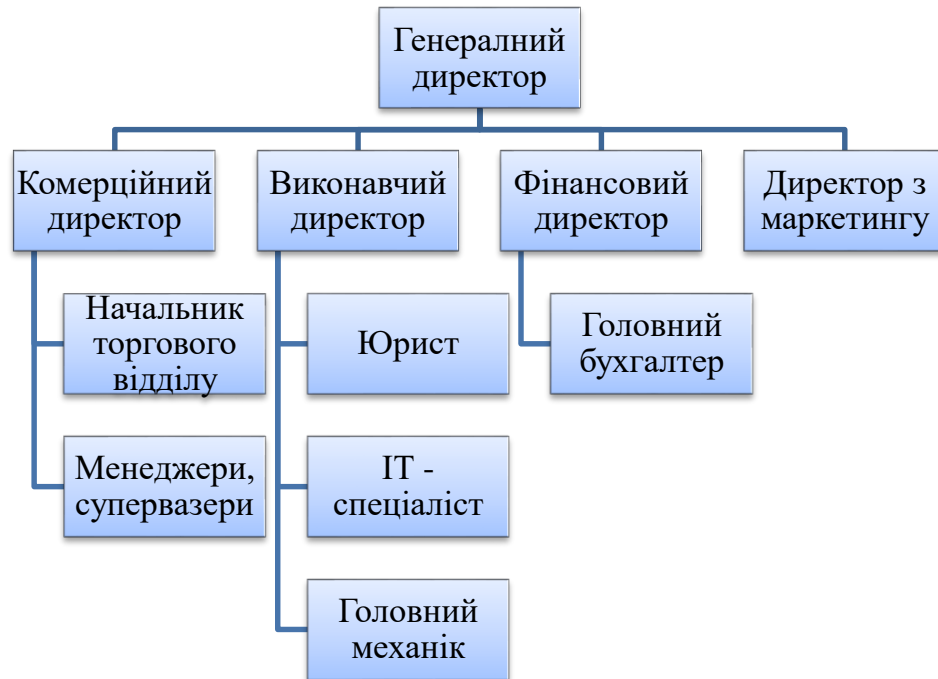 Генералний
директор
Комерційний
директор
Виконавчий
директор
Фінансовий
директор
Директор з
маркетингу
Начальник
торгового
відділу
Юрист
Головний
бухгалтер
Менеджери,
супервазери
ІТ -
спеціаліст
Головний
механік